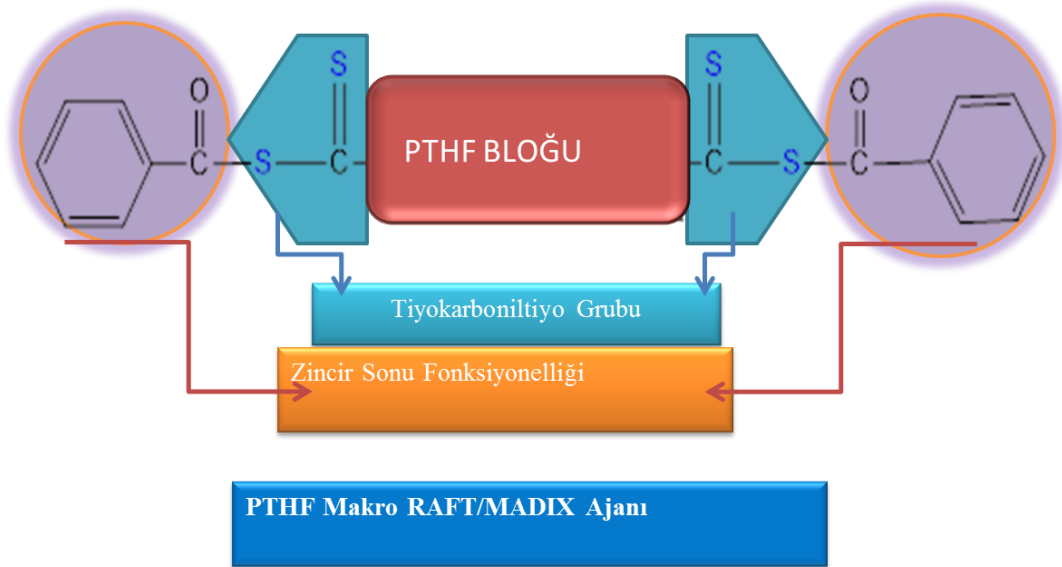 O S S O
C S C C S C
PTHF BLOĞU
Tiyokarboniltiyo Grubu
Zincir Sonu Fonksiyonelliği
PTHF Makro RAFT/MADIX Ajanı